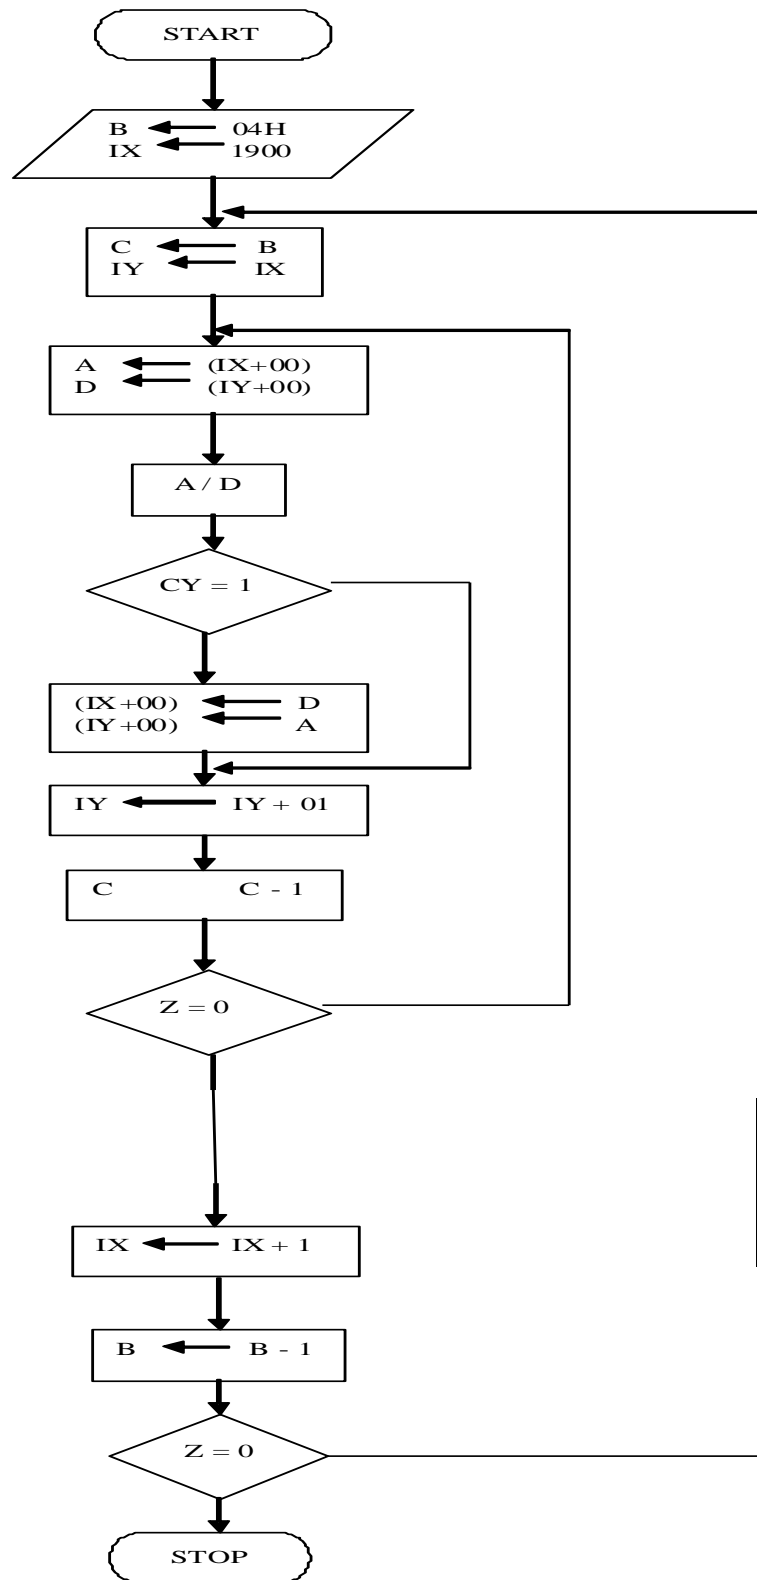 START
B 04H
IX 1900
C B
IY IX
A (IX+00)
D (IY+00)
A / D
CY = 1
(IX+00) D
(IY+00) A
IY IY + 01
C C - 1
Z = 0
IX IX + 1
B B - 1
Z = 0
STOP